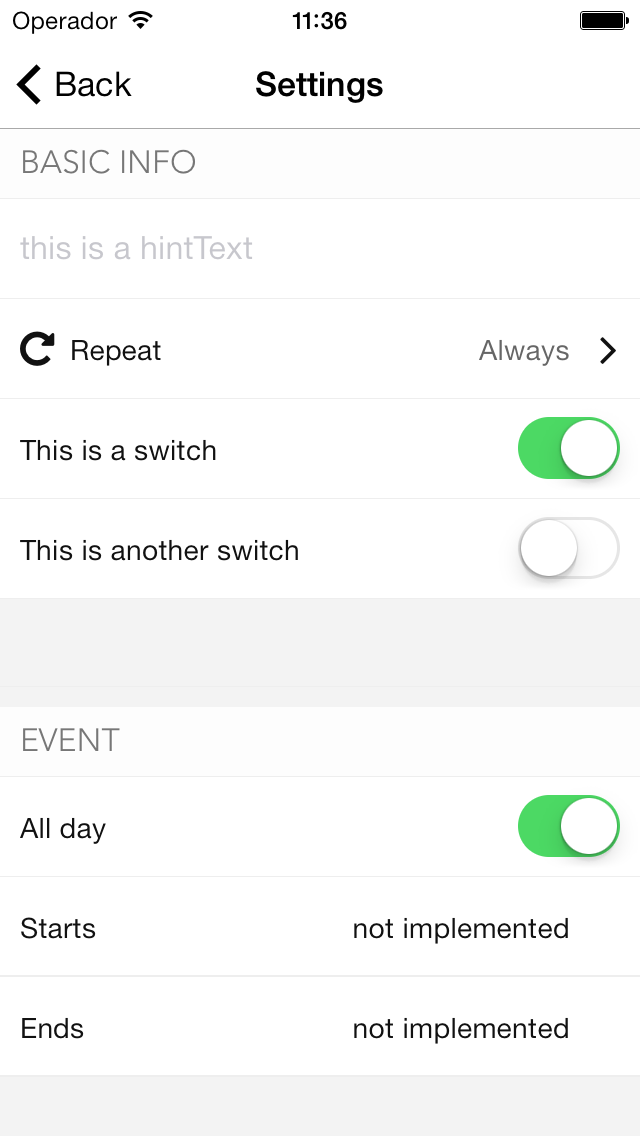 Operador 11:36
Back Settings
BASIC INFO
this is a hintText
Repeat Always
This is a switch
This is another switch
EVENT
All day
Starts not implemented
Ends not implemented